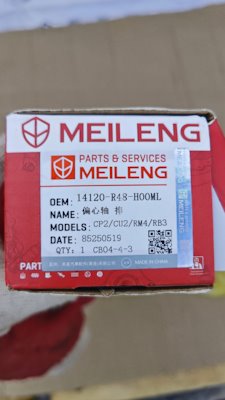 MEILENG
PARTS & SERVICES
MEILENG
OEM: 14120-R48-H00ML
NAME: 偏心轴 排
MODELS: CP2/CU2/RM4/RB3
DATE: 85250519
QTY: 1 CB04-4-3
PART
MADE IN CHINA
MEILENG